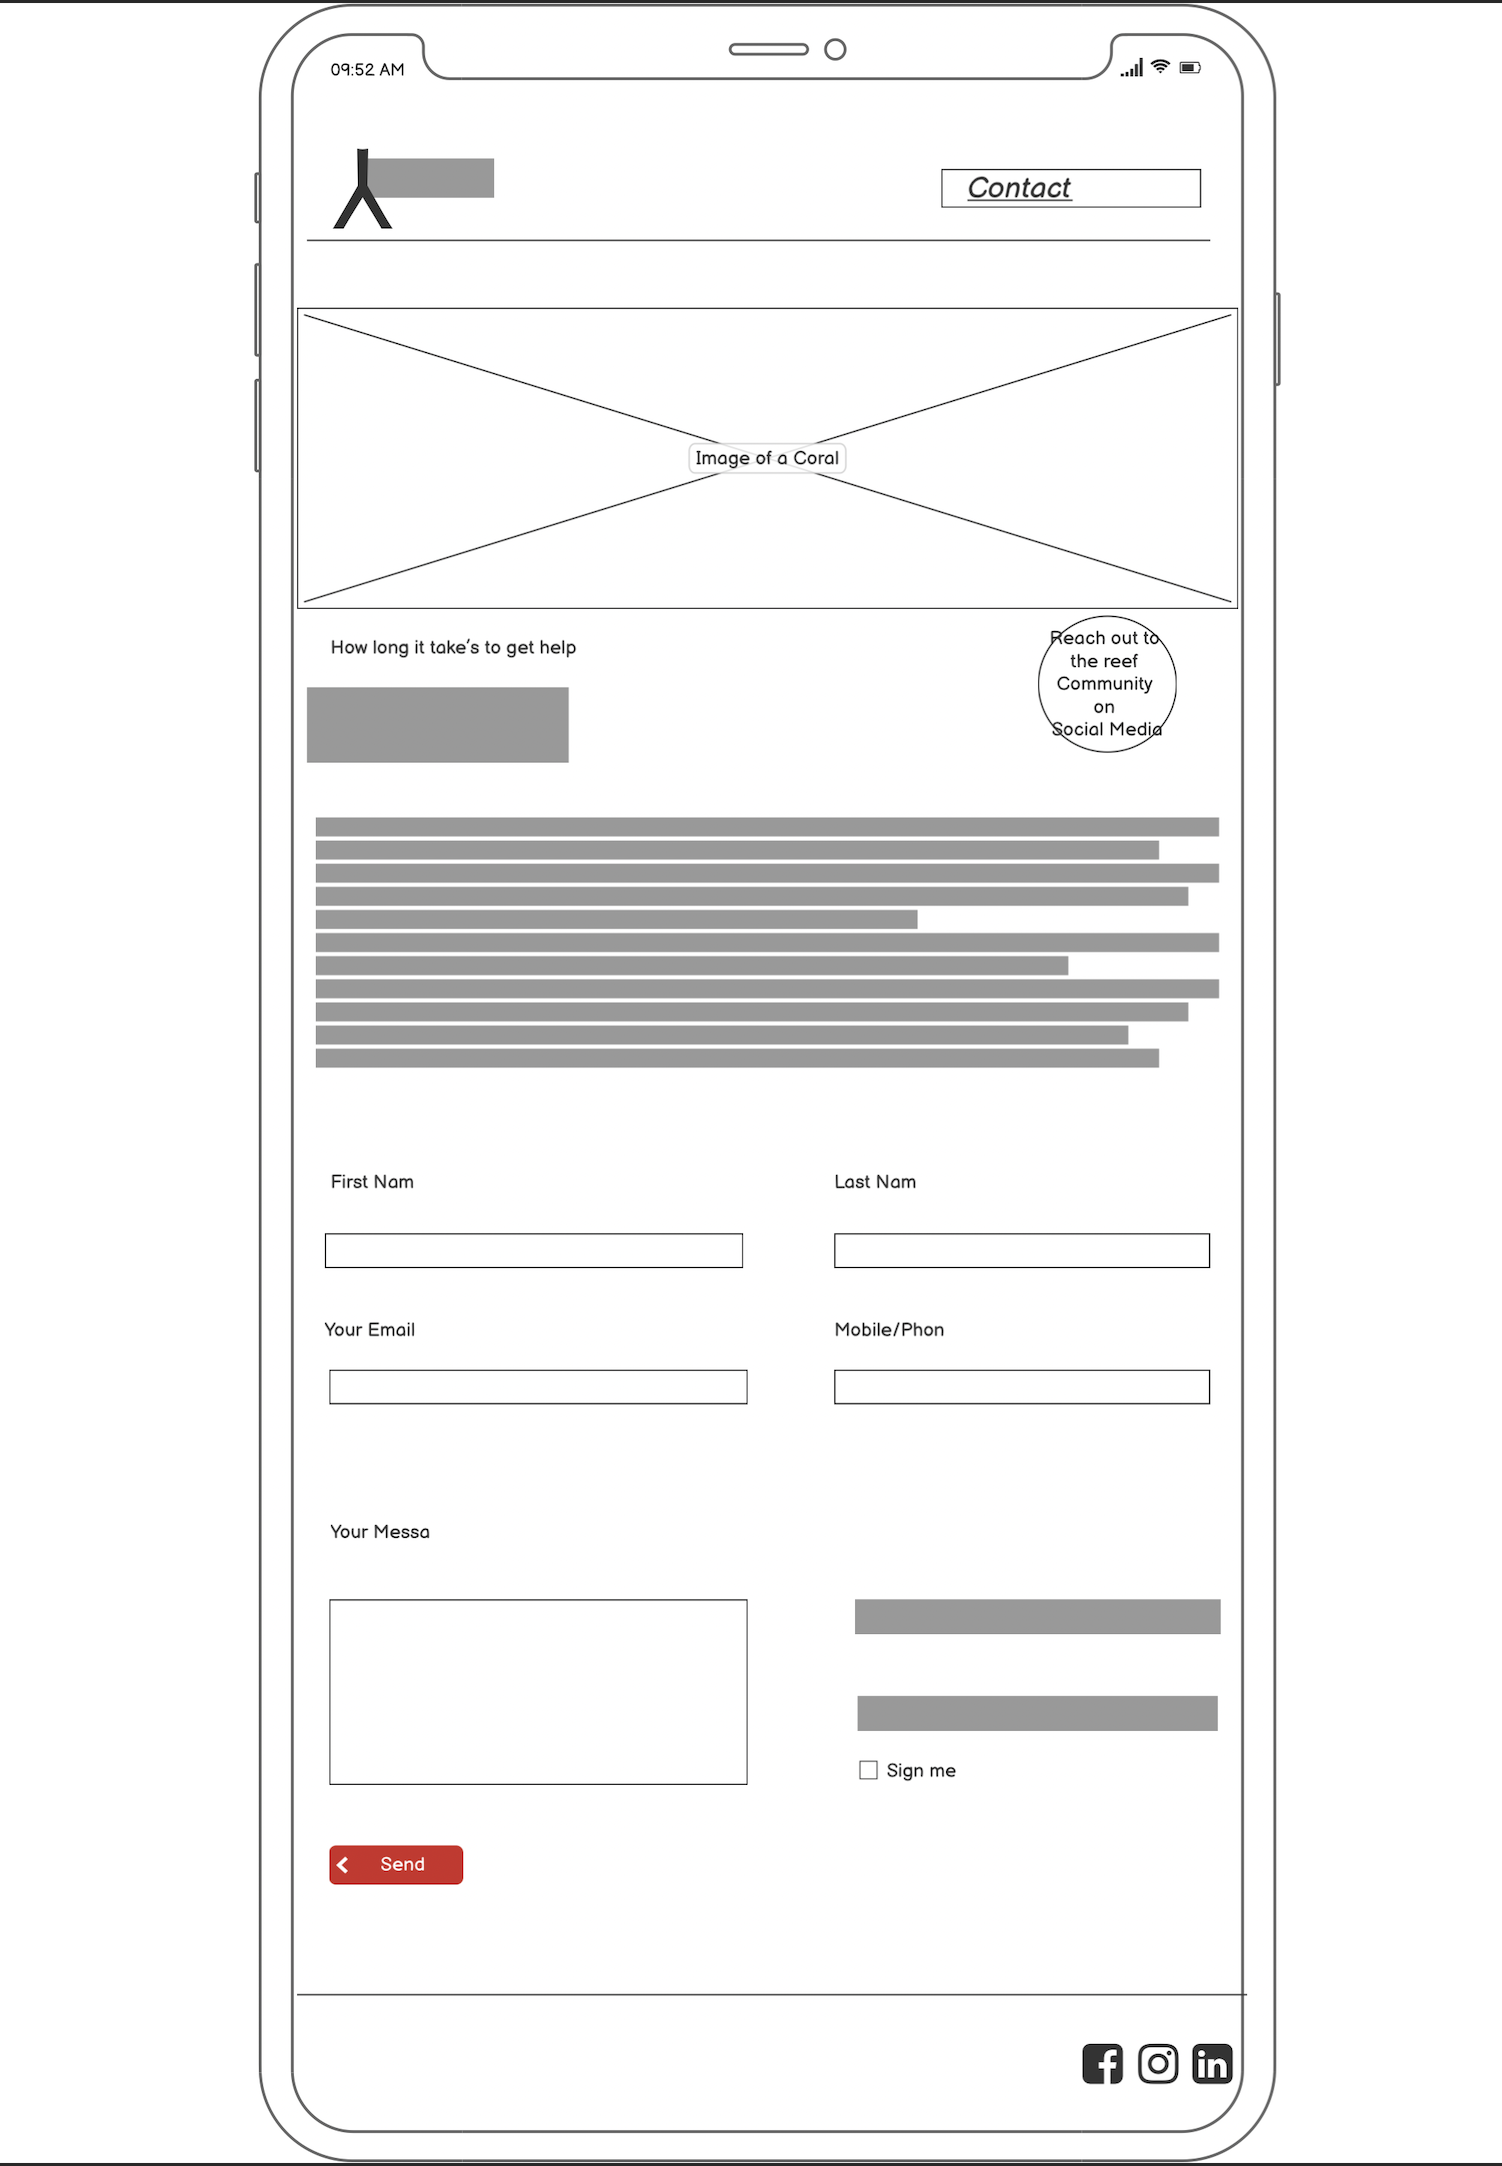 09:52 AM
Contact
Image of a Coral
How long it take's to get help
Reach out to
the reef
Community
on
Social Media
First Nam
Last Nam
Your Email
Mobile/Phon
Your Messa
Sign me
Send